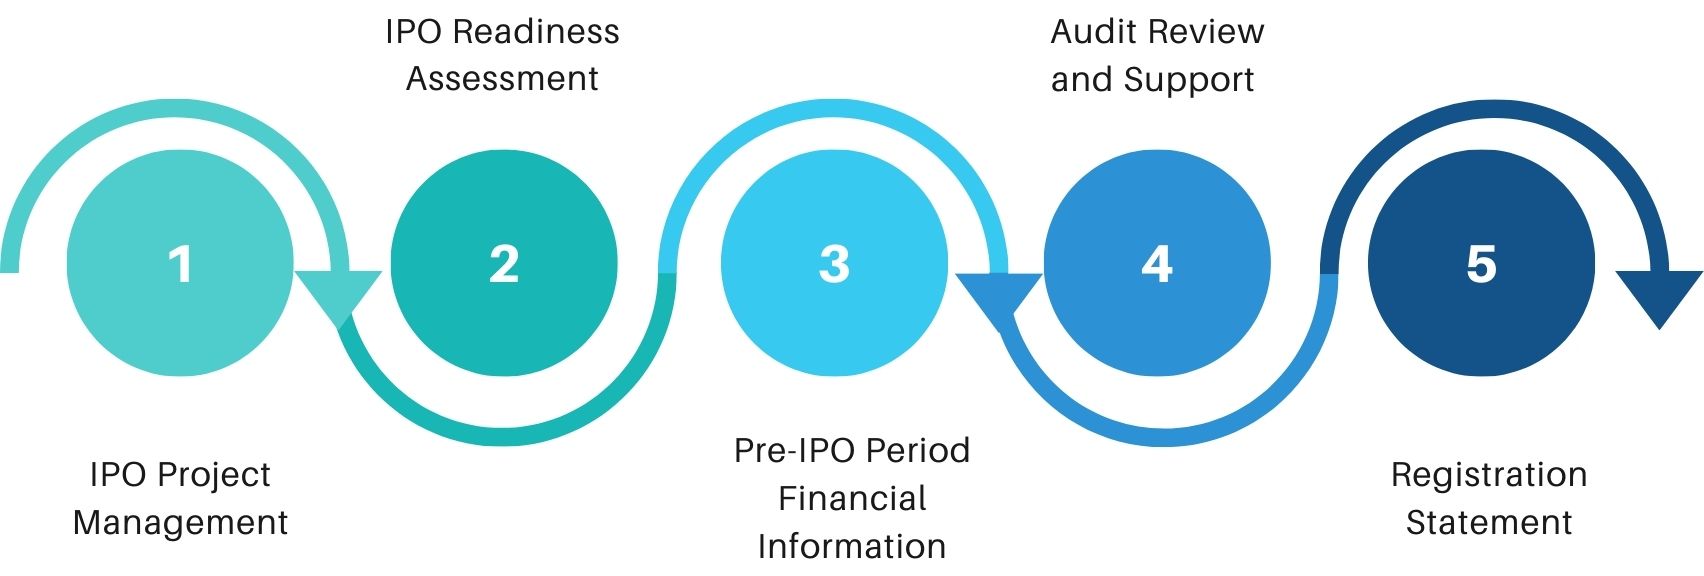 1
IPO Project
Management
IPO Readiness
Assessment
2
3
Pre-IPO Period
Financial
Information
Audit Review
and Support
4
5
Registration
Statement